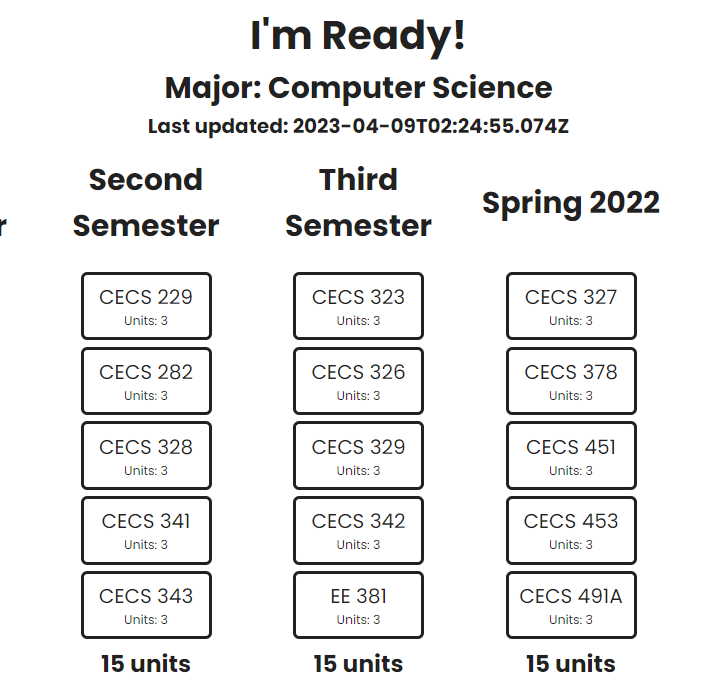 I'm Ready!
Major: Computer Science
Last updated: 2023-04-09T02:24:55.074Z
r
Second
Semester
CECS 229
Units: 3
CECS 282
Units: 3
CECS 328
Units: 3
CECS 341
Units: 3
CECS 343
Units: 3
15 units
Third
Semester
CECS 323
Units: 3
CECS 326
Units: 3
CECS 329
Units: 3
CECS 342
Units: 3
EE 381
Units: 3
15 units
Spring 2022
CECS 327
Units: 3
CECS 378
Units: 3
CECS 451
Units: 3
CECS 453
Units: 3
CECS 491A
Units: 3
15 units